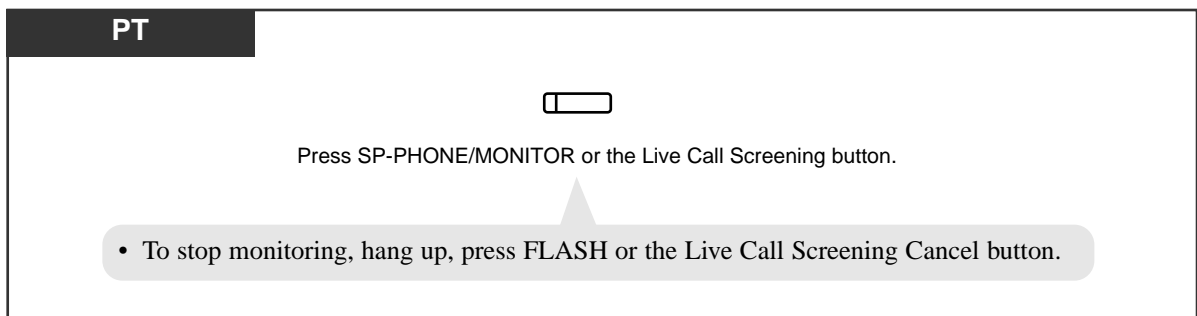 PT
Press SP-PHONE/MONITOR or the Live Call Screening button.
• To stop monitoring, hang up, press FLASH or the Live Call Screening Cancel button.